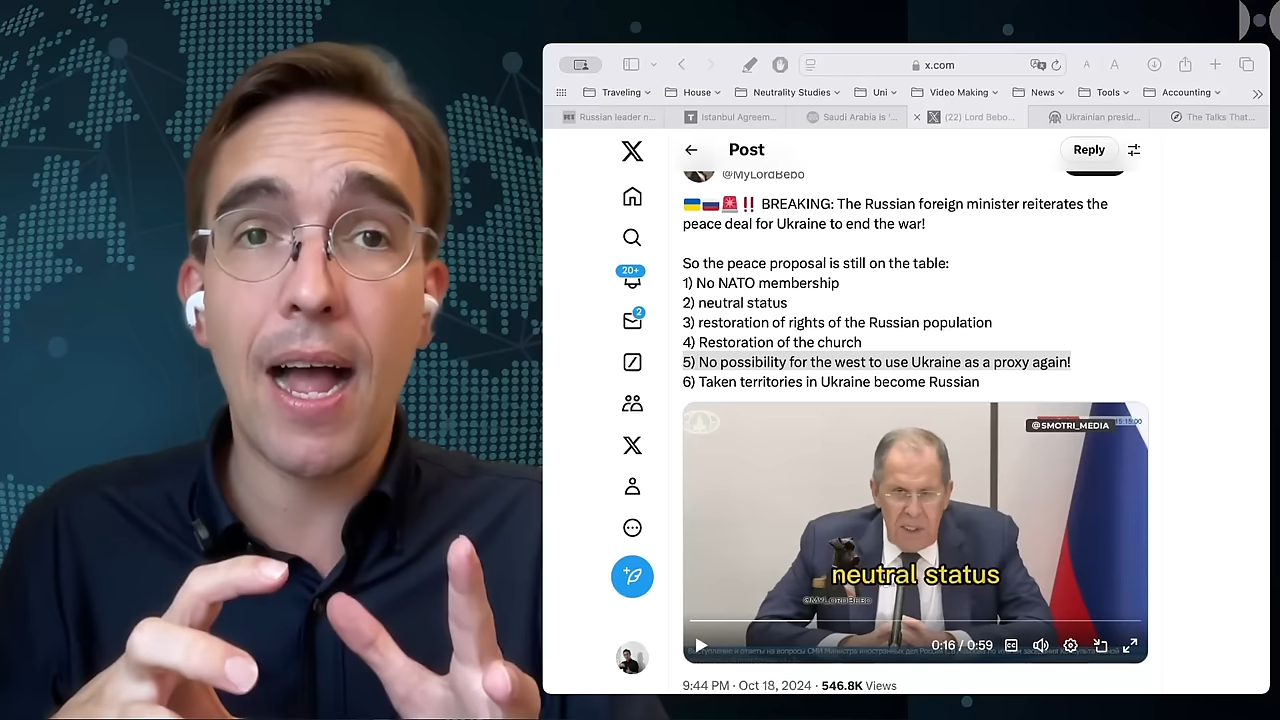 x.com
A A
Traveling House Neutrality Studies Uni Video Making News Tools Accounting
Russian leader n... Istanbul Agreem... Saudi Arabia is '... (22) Lord Bebo... Ukrainian presid... The Talks That...
X
Post
Reply
@MyLordBebo
🇺🇦🇷🇺🚨‼️ BREAKING: The Russian foreign minister reiterates the
peace deal for Ukraine to end the war!
So the peace proposal is still on the table:
1) No NATO membership
2) neutral status
3) restoration of rights of the Russian population
4) Restoration of the church
5) No possibility for the west to use Ukraine as a proxy again!
6) Taken territories in Ukraine become Russian
20+
2
@SMOTRI_MEDIA
15:15:00
neutral status
@MYLORDBEBO
0:16 / 0:59
9:44 PM · Oct 18, 2024 · 546.8K Views